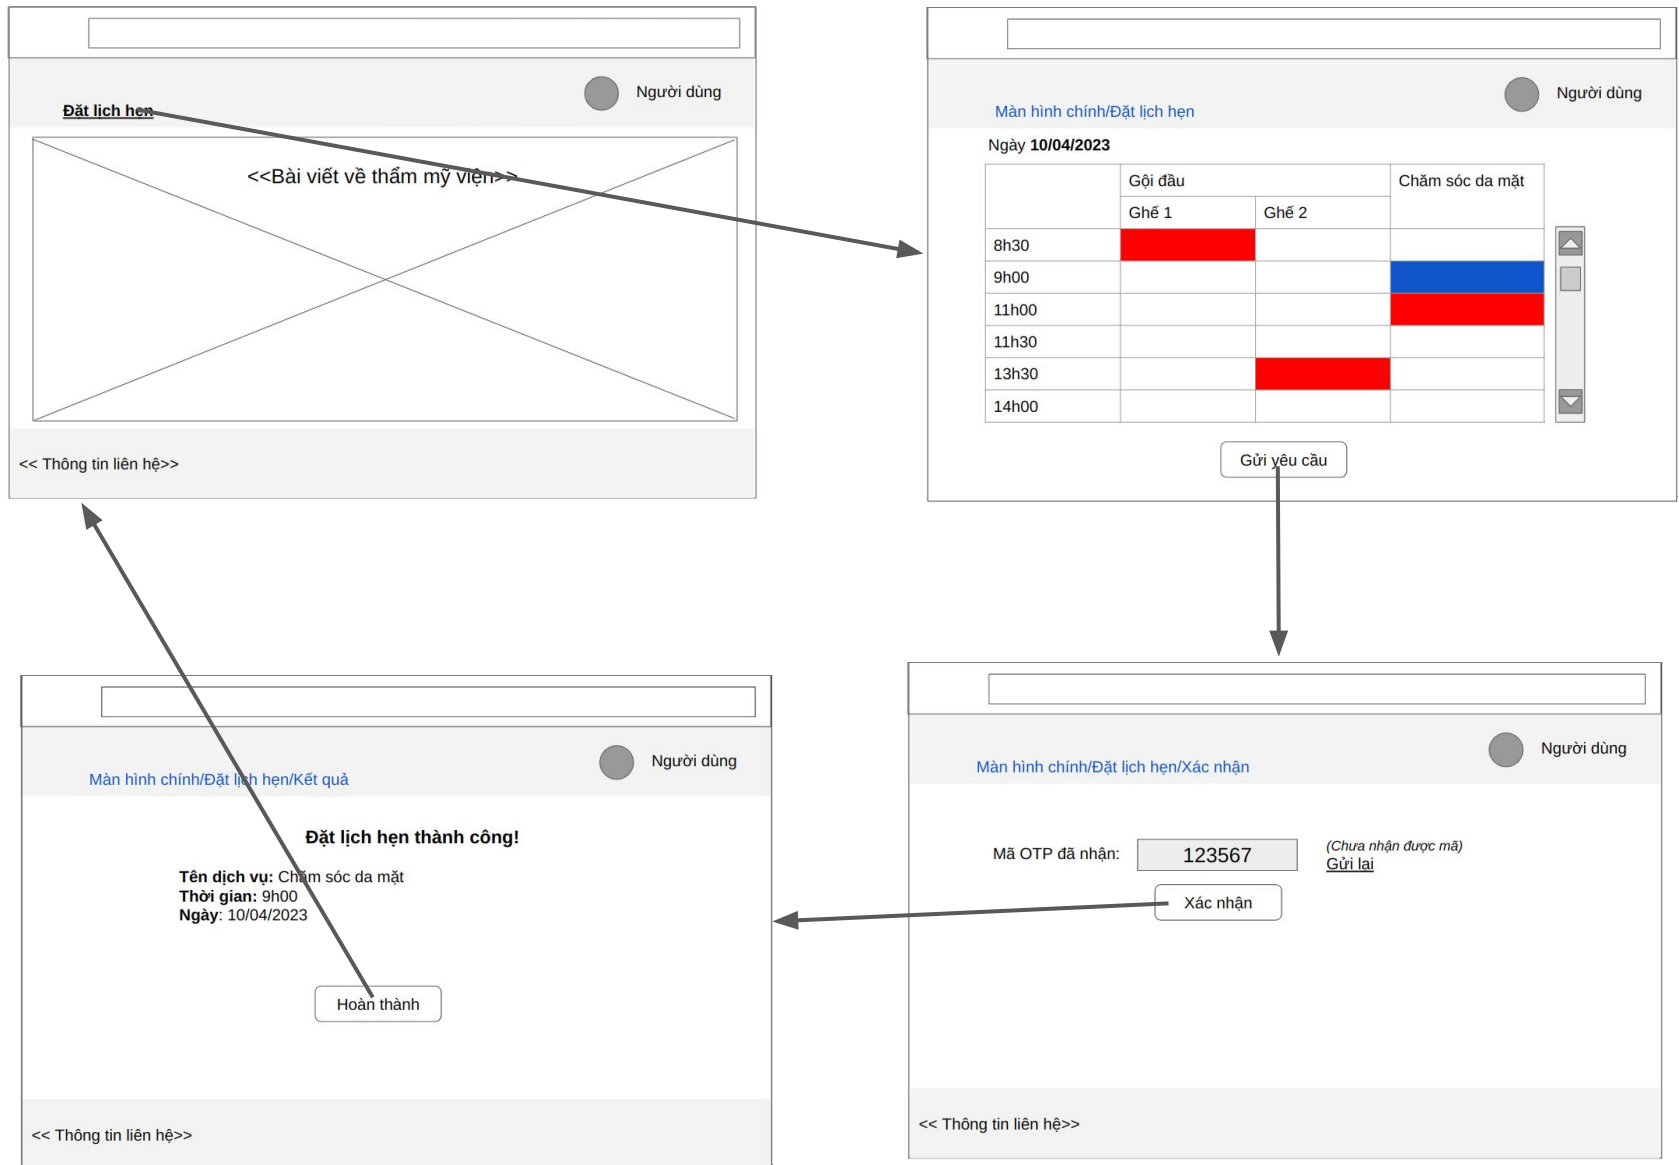 Người dùng
Đặt lịch hẹn
<<Bài viết về thẩm mỹ viện>>
<< Thông tin liên hệ>>
Người dùng
Màn hình chính/Đặt lịch hẹn
Ngày 10/04/2023
Gội đầu Chăm sóc da mặt
Ghế 1 Ghế 2
8h30
9h00
11h00
11h30
13h30
14h00
Gửi yêu cầu
Người dùng
Màn hình chính/Đặt lịch hẹn/Kết quả
Đặt lịch hẹn thành công!
Tên dịch vụ: Chăm sóc da mặt
Thời gian: 9h00
Ngày: 10/04/2023
Hoàn thành
<< Thông tin liên hệ>>
Người dùng
Màn hình chính/Đặt lịch hẹn/Xác nhận
Mã OTP đã nhận: 123567 (Chưa nhận được mã)
Gửi lại
Xác nhận
<< Thông tin liên hệ>>